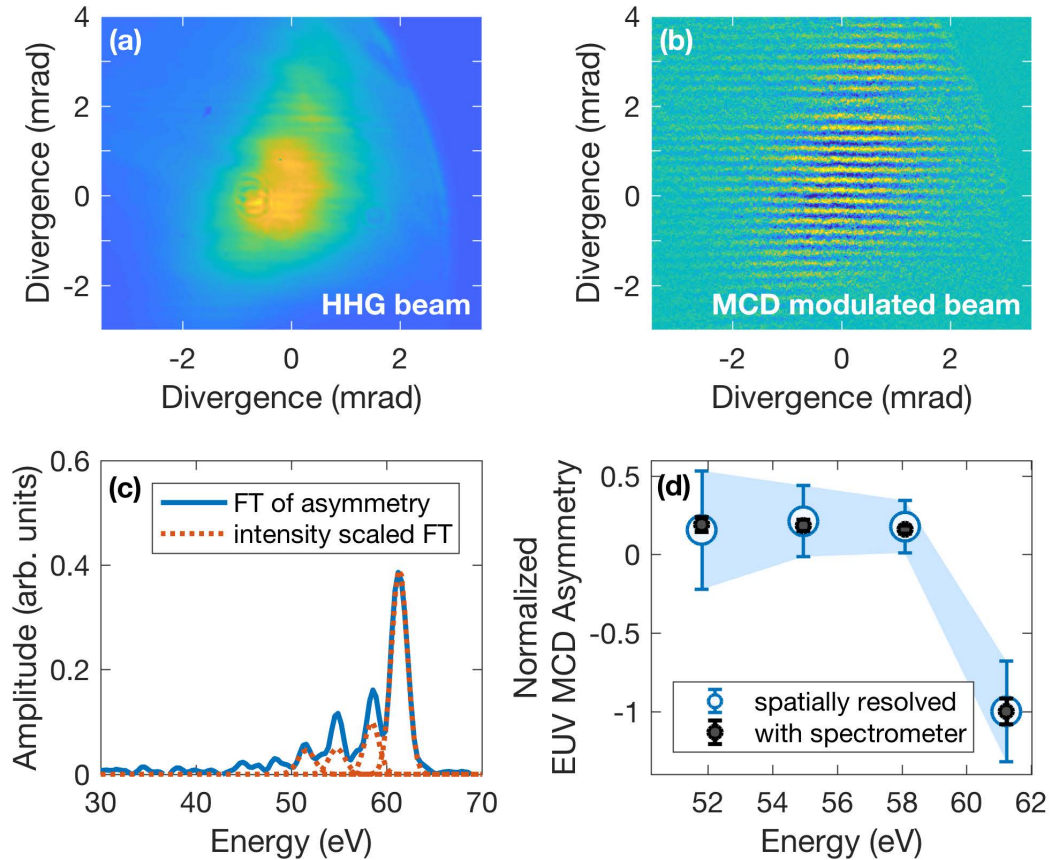 (a)
4
2
0
-2
Divergence (mrad)
HHG beam
-2 0 2
Divergence (mrad)
(b)
4
2
0
-2
Divergence (mrad)
MCD modulated beam
-2 0 2
Divergence (mrad)
(c)
0.6
0.4
0.2
0
Amplitude (arb. units)
FT of asymmetry
intensity scaled FT
30 40 50 60 70
Energy (eV)
(d)
0.5
0
-0.5
-1
Normalized
EUV MCD Asymmetry
spatially resolved
with spectrometer
52 54 56 58 60 62
Energy (eV)